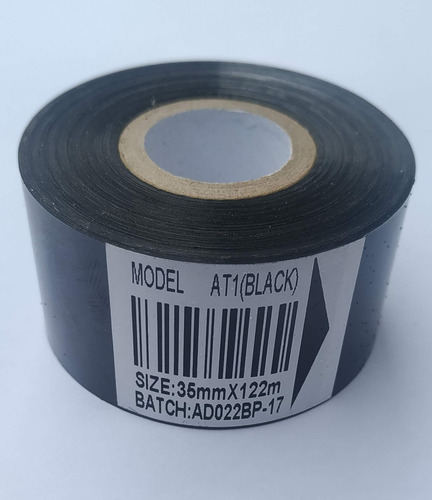 MODEL AT1(BLACK)
SIZE:35mmX122m
BATCH:AD022BP-17